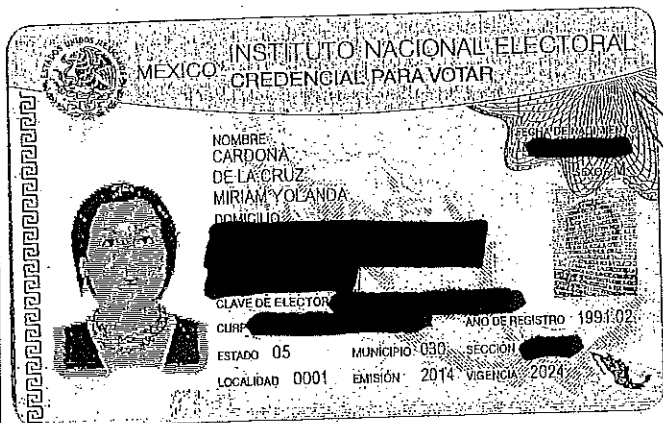 MÉXICO INSTITUTO NACIONAL ELECTORAL
CREDENCIAL PARA VOTAR
NOMBRE
CARDONA
DE LA CRUZ
MIRIAM YOLANDA
DOMICILIO
FECHA DE NACIMIENTO
SEXO M
CLAVE DE ELECTOR
CURP
AÑO DE REGISTRO 1991 02
ESTADO 05 MUNICIPIO 030 SECCIÓN
LOCALIDAD 0001 EMISIÓN 2014 VIGENCIA 2024